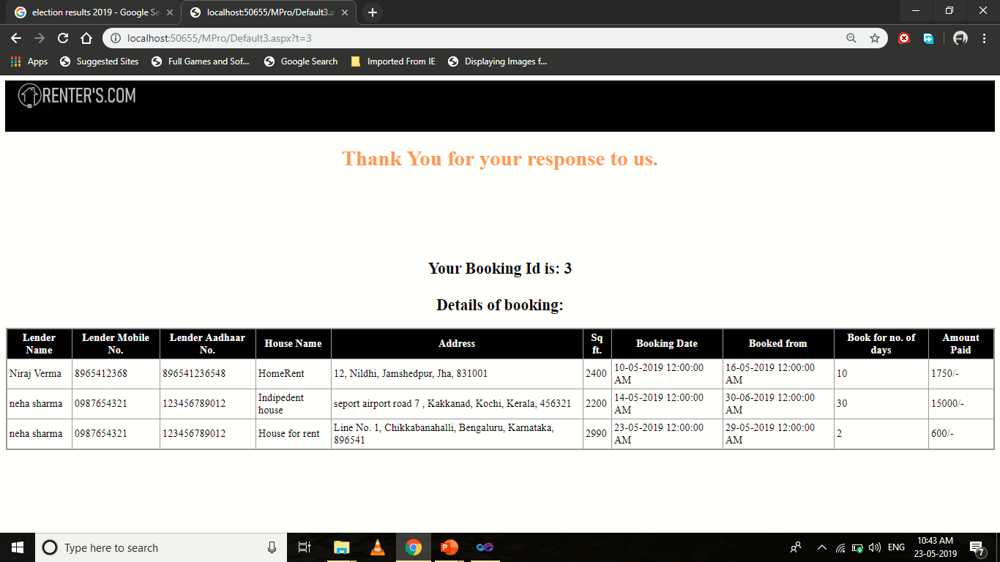 election results 2019 - Google Se
localhost:50655/MPro/Default3.a
localhost:50655/MPro/Default3.aspx?t=3
Apps Suggested Sites Full Games and Sof... Google Search Imported From IE Displaying Images f...
RENTER'S.COM
Thank You for your response to us.
Your Booking Id is: 3
Details of booking:
Lender Name Lender Mobile No. Lender Aadhaar No. House Name Address Sq ft. Booking Date Booked from Book for no. of days Amount Paid
Niraj Verma 8965412368 896541236548 HomeRent 12, Nildhi, Jamshedpur, Jha, 831001 2400 10-05-2019 12:00:00 AM 16-05-2019 12:00:00 AM 10 1750/-
neha sharma 0987654321 123456789012 Indipedent house seport airport road 7 , Kakkanad, Kochi, Kerala, 456321 2200 14-05-2019 12:00:00 AM 30-06-2019 12:00:00 AM 30 15000/-
neha sharma 0987654321 123456789012 House for rent Line No. 1, Chikkabanahalli, Bengaluru, Karnataka, 896541 2990 23-05-2019 12:00:00 AM 29-05-2019 12:00:00 AM 2 600/-
Type here to search
ENG
10:43 AM
23-05-2019
7